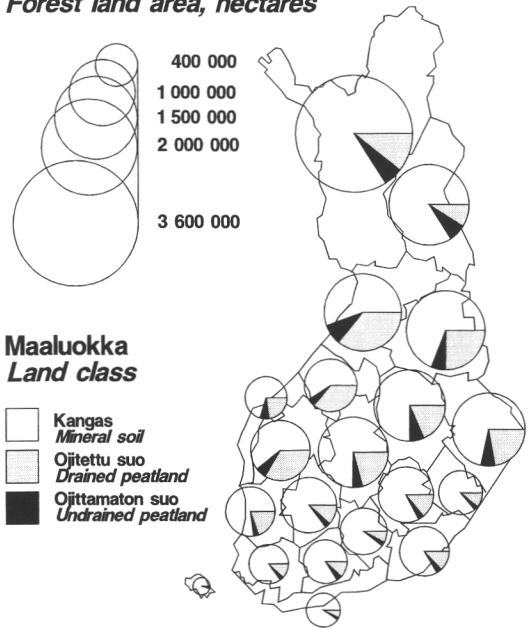 Forest land area, hectares
400 000
1 000 000
1 500 000
2 000 000
3 600 000
Maaluokka
Land class
Kangas
Mineral soil
Ojitettu suo
Drained peatland
Ojittamaton suo
Undrained peatland